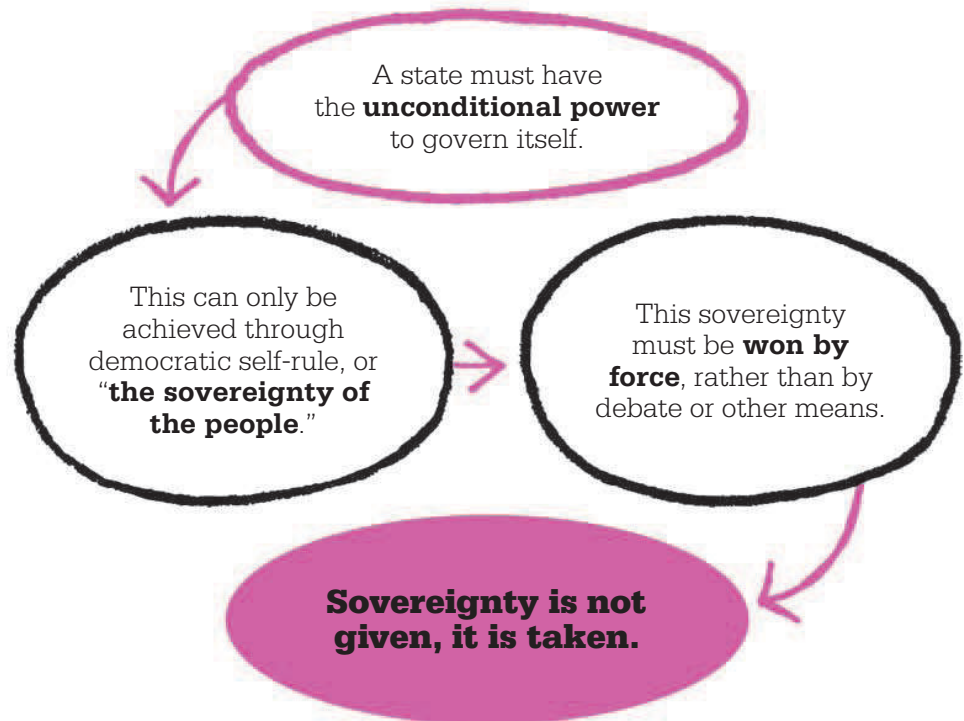 A state must have
the unconditional power
to govern itself.
This can only be
achieved through
democratic self-rule, or
“the sovereignty of
the people.”
This sovereignty
must be won by
force, rather than by
debate or other means.
Sovereignty is not
given, it is taken.